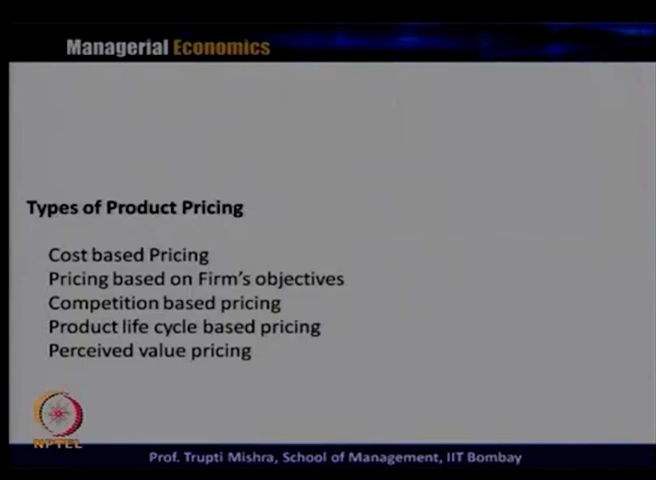 Managerial Economics
Types of Product Pricing
Cost based Pricing
Pricing based on Firm's objectives
Competition based pricing
Product life cycle based pricing
Perceived value pricing
NPTEL
Prof. Trupti Mishra, School of Management, IIT Bombay